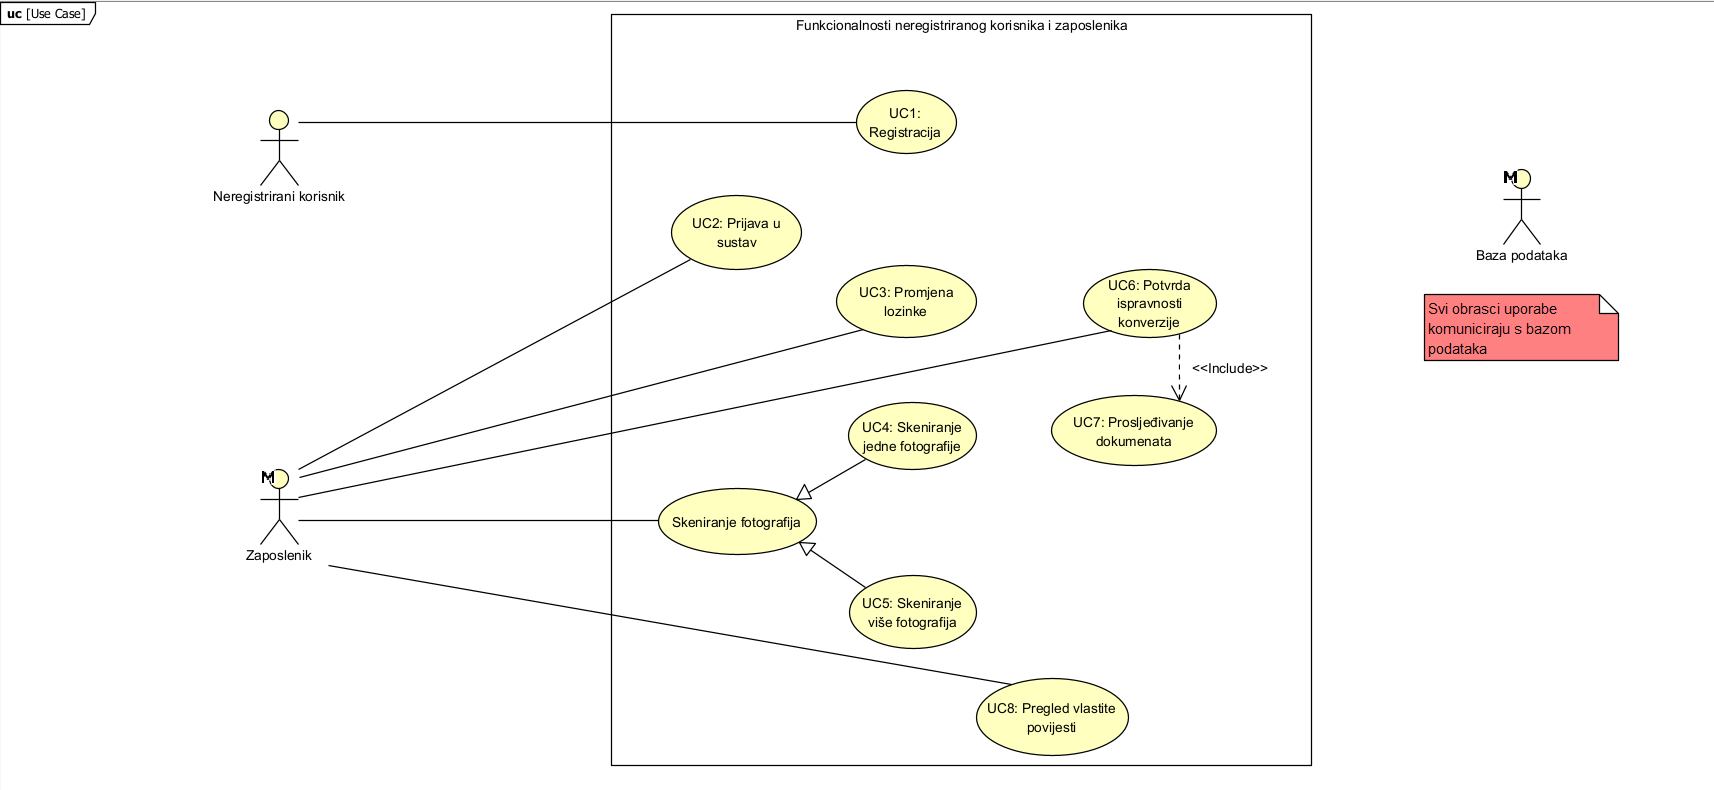 uc [Use Case]
Funkcionalnosti neregistriranog korisnika i zaposlenika
UC1:
Registracija
Neregistrirani korisnik
UC2: Prijava u
sustav
M
Baza podataka
UC3: Promjena
lozinke
UC6: Potvrda
ispravnosti
konverzije
Svi obrasci uporabe
komuniciraju s bazom
podataka
<<Include>>
UC4: Skeniranje
jedne fotografije
UC7: Prosljeđivanje
dokumenata
M
Zaposlenik
Skeniranje fotografija
UC5: Skeniranje
više fotografija
UC8: Pregled vlastite
povijesti